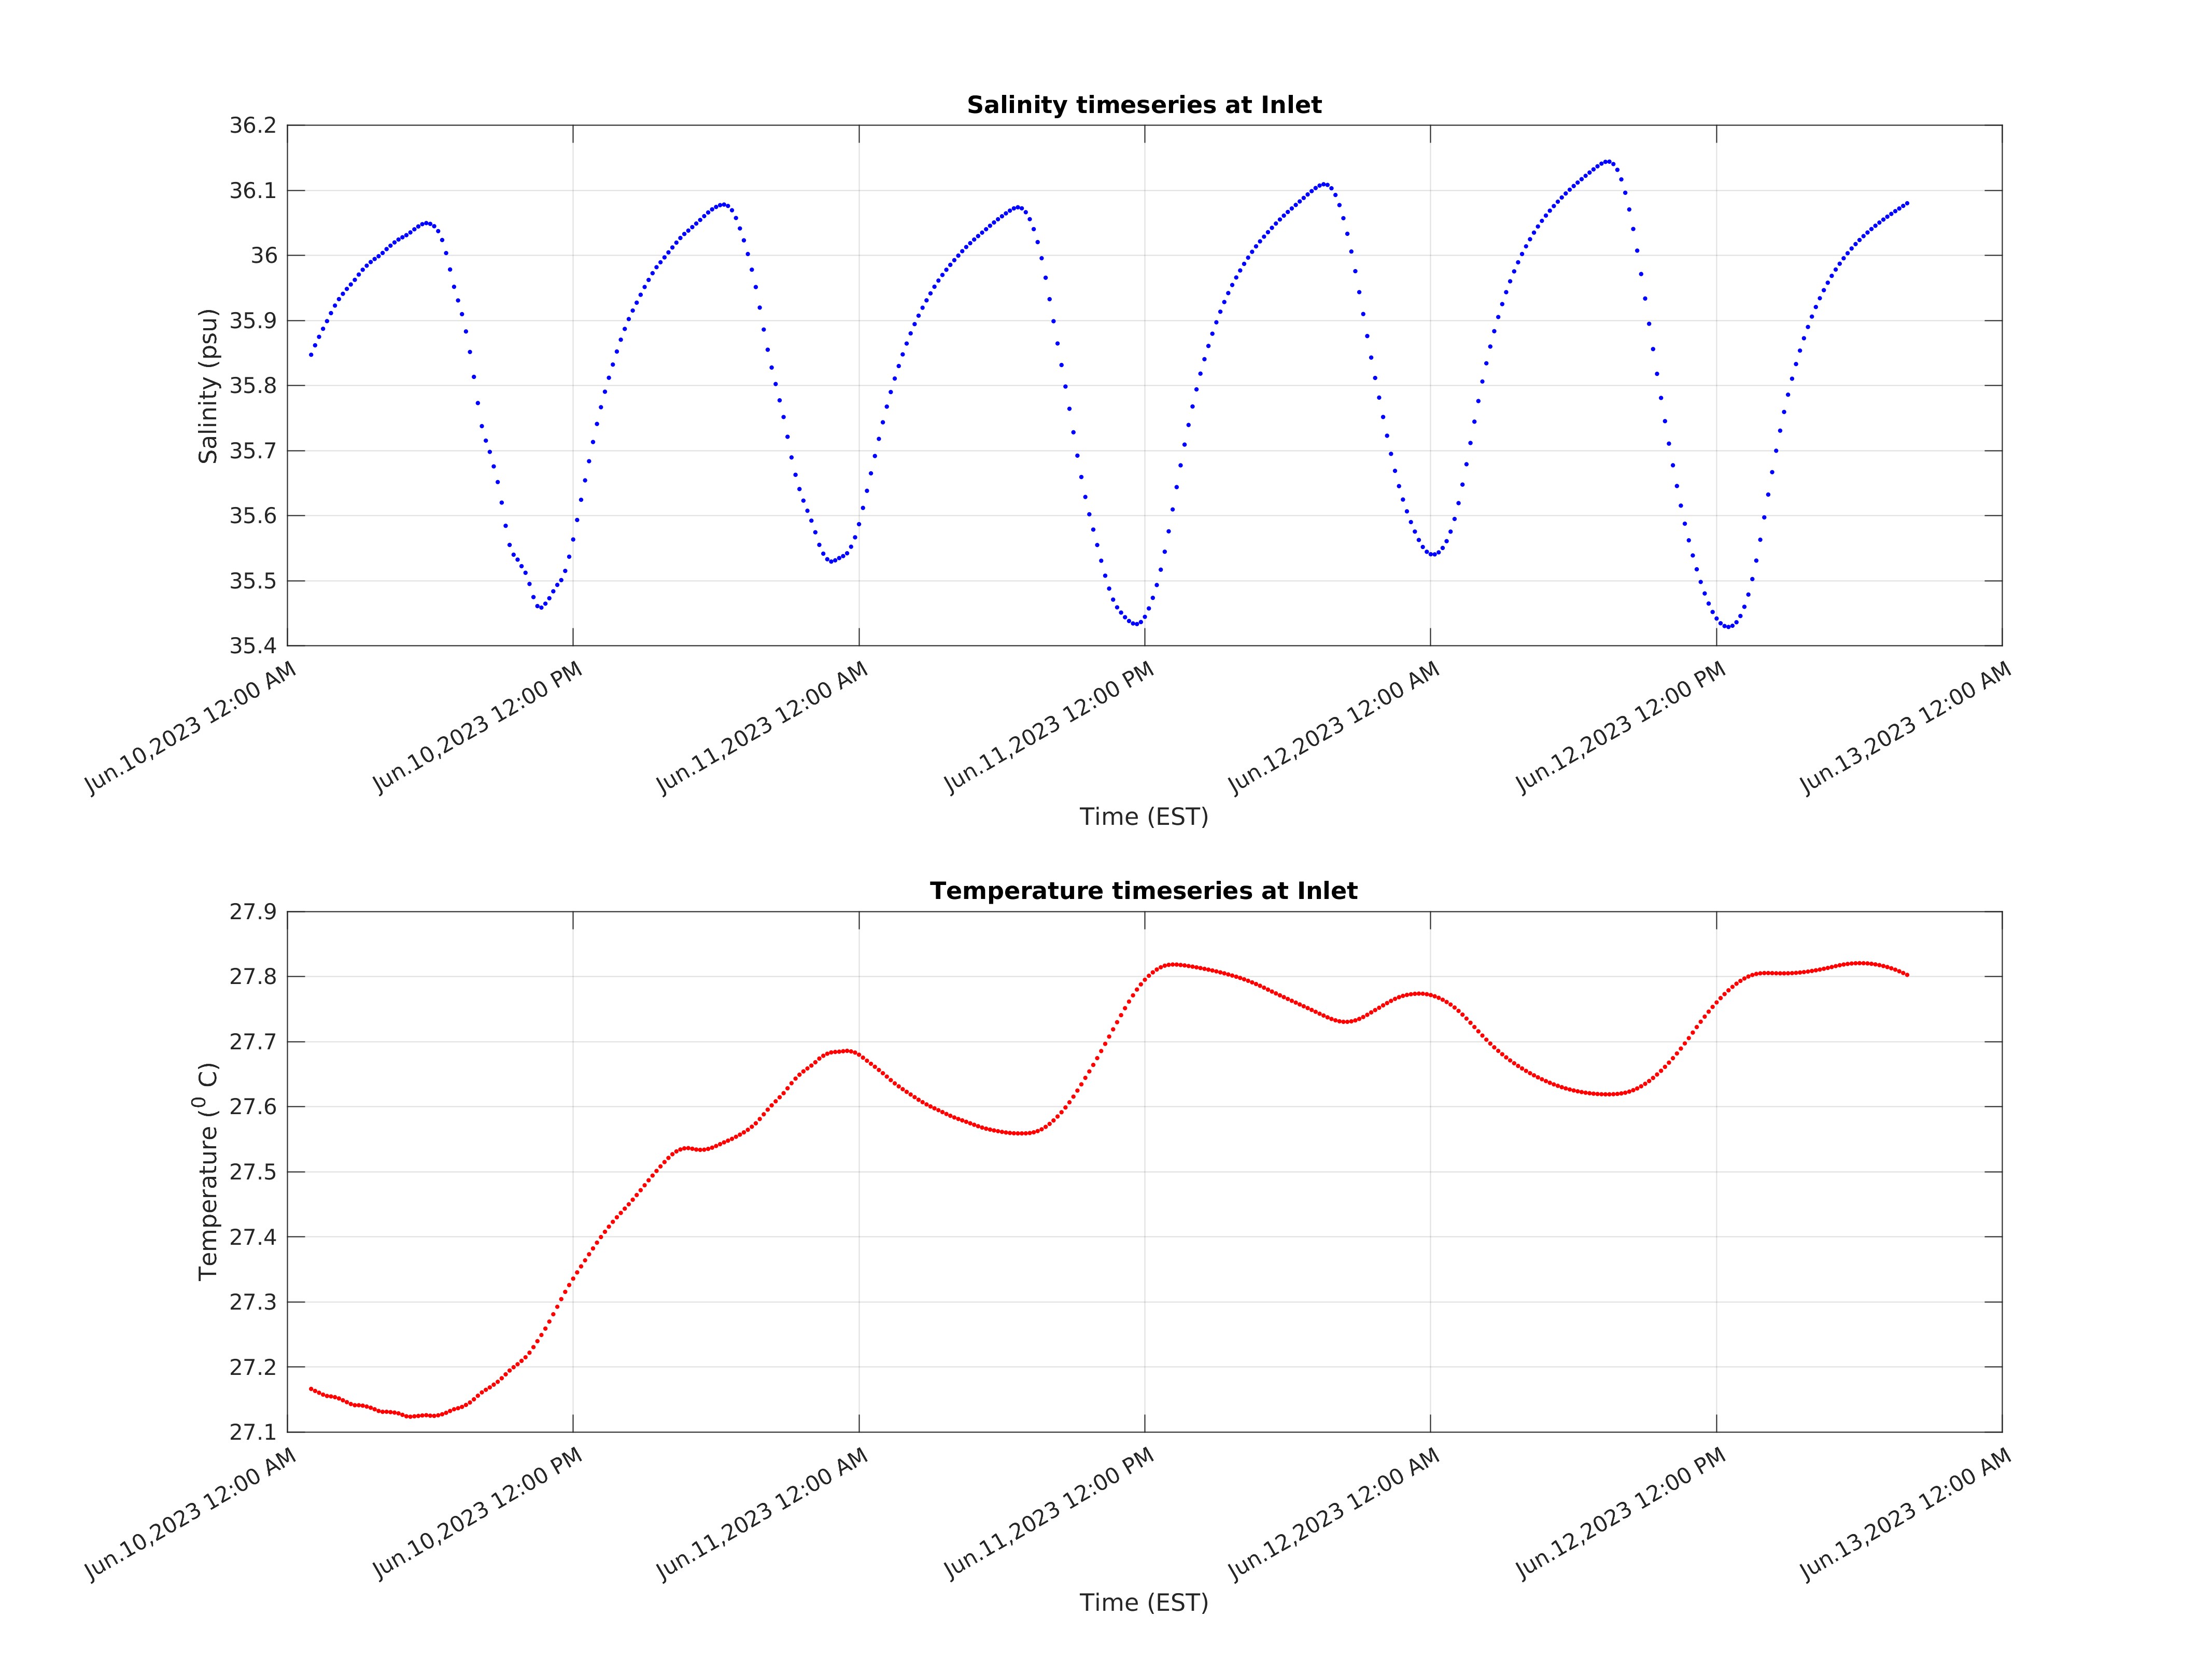 Salinity timeseries at Inlet
36.2
36.1
36
35.9
35.8
35.7
35.6
35.5
35.4
Salinity (psu)
Jun.10,2023 12:00 AM
Jun.10,2023 12:00 PM
Jun.11,2023 12:00 AM
Jun.11,2023 12:00 PM
Jun.12,2023 12:00 AM
Jun.12,2023 12:00 PM
Jun.13,2023 12:00 AM
Time (EST)
Temperature timeseries at Inlet
27.9
27.8
27.7
27.6
27.5
27.4
27.3
27.2
27.1
Temperature (⁰ C)
Jun.10,2023 12:00 AM
Jun.10,2023 12:00 PM
Jun.11,2023 12:00 AM
Jun.11,2023 12:00 PM
Jun.12,2023 12:00 AM
Jun.12,2023 12:00 PM
Jun.13,2023 12:00 AM
Time (EST)